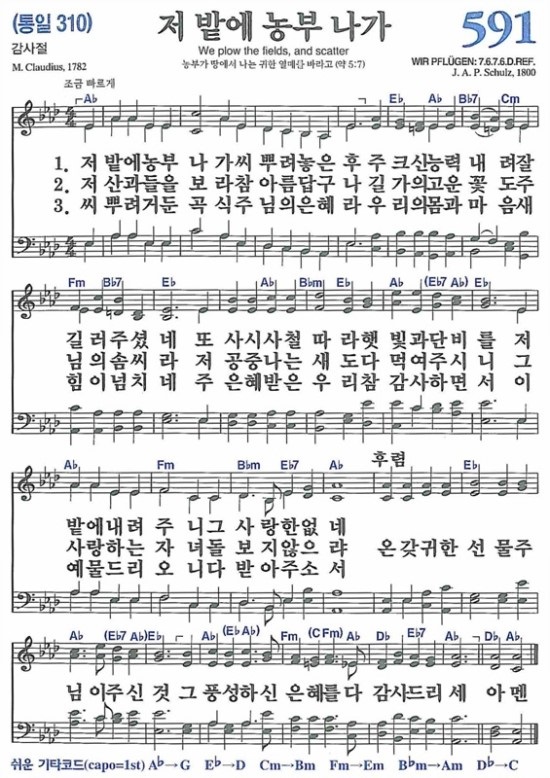 (통일 310)
저 밭에 농부 나가
591
감사절
We plow the fields, and scatter
M. Claudius, 1782
농부가 땅에서 나는 귀한 열매를 바라고 (약 5:7)
WIR PFLÜGEN: 7.6.7.6.D.REF.
J. A. P. Schulz, 1800
조금 빠르게
A♭ E♭ A♭ B♭7 Cm
1. 저 밭에농부 나 가씨 뿌려놓은 후 주 크신능력 내 려잘
2. 저 산과들을 보 라참 아름답구 나 길 가의고운 꽃 도주
3. 씨 뿌려거둔 곡 식주 님의은혜 라 우 리의몸과 마 음새
Fm B♭7 E♭ A♭ B♭m E♭ A♭ (E♭7 A♭) E♭
길 러주셨 네 또 사시사철 따 라햇 빛과단비 를 저
님 의솜씨 라 저 공중나는 새 도다 먹여주시 니 그
힘 이넘치 네 주 은혜받은 우 리참 감사하면 서 이
A♭ Fm B♭m E♭7 A♭ 후 렴 E♭
밭에내려 주 니그 사 랑한없 네
사랑하는 자 녀돌 보 지않으 랴 온 갖귀한 선 물주
예물드리 오 니다 받 아주소 서
A♭ (E♭7 A♭)E♭ A♭ (E♭ A♭) Fm (C Fm) A♭ D♭ E♭7 A♭ D♭ A♭
님 이주신 것 그 풍성하신 은혜를다 감사드리 세 아 멘
쉬운 기타코드(capo=1st) A♭→G E♭→D Cm→Bm Fm→Em B♭m→Am D♭→C